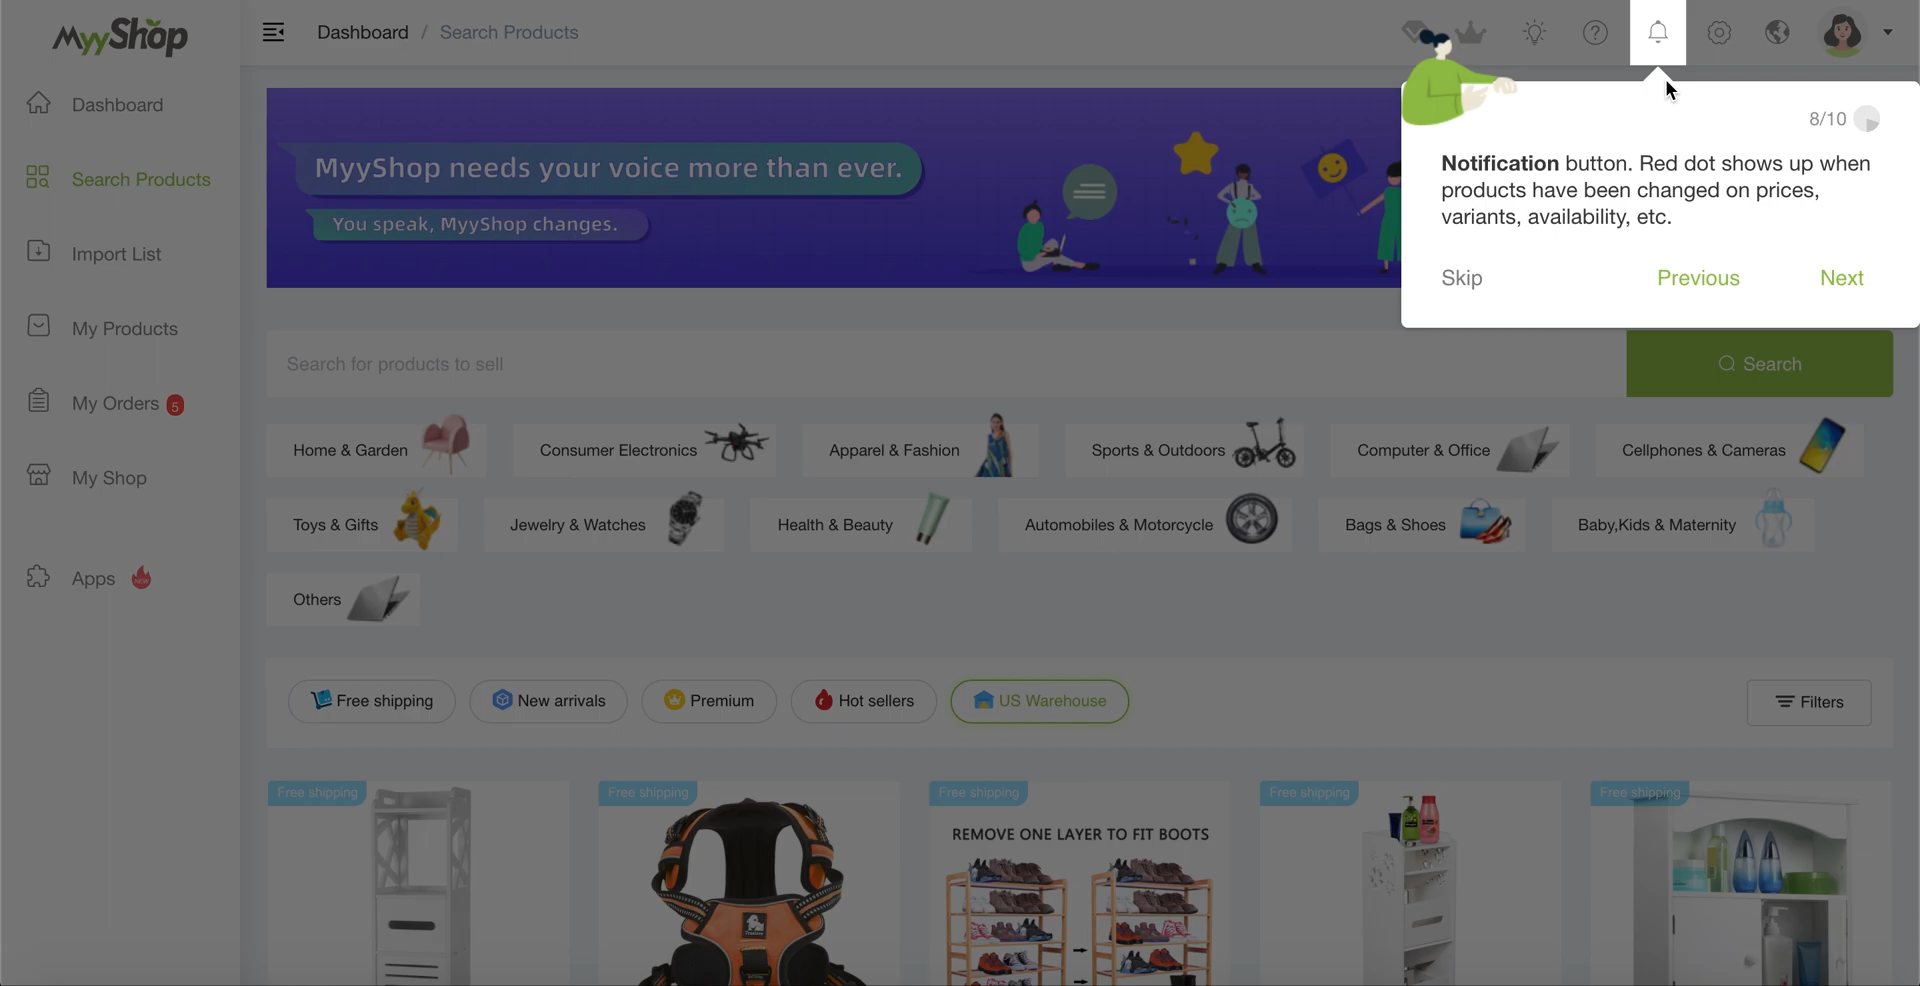 MyyShop
Dashboard / Search Products
Dashboard
Search Products
Import List
My Products
My Orders 5
My Shop
Apps NEW
MyyShop needs your voice more than ever.
You speak, MyyShop changes.
8/10
Notification button. Red dot shows up when
products have been changed on prices,
variants, availability, etc.
Skip Previous Next
Search for products to sell
Search
Home & Garden
Consumer Electronics
Apparel & Fashion
Sports & Outdoors
Computer & Office
Cellphones & Cameras
Toys & Gifts
Jewelry & Watches
Health & Beauty
Automobiles & Motorcycle
Bags & Shoes
Baby,Kids & Maternity
Others
Free shipping
New arrivals
Premium
Hot sellers
US Warehouse
Filters
Free shipping
Free shipping
Free shipping
REMOVE ONE LAYER TO FIT BOOTS
Free shipping
Free shipping